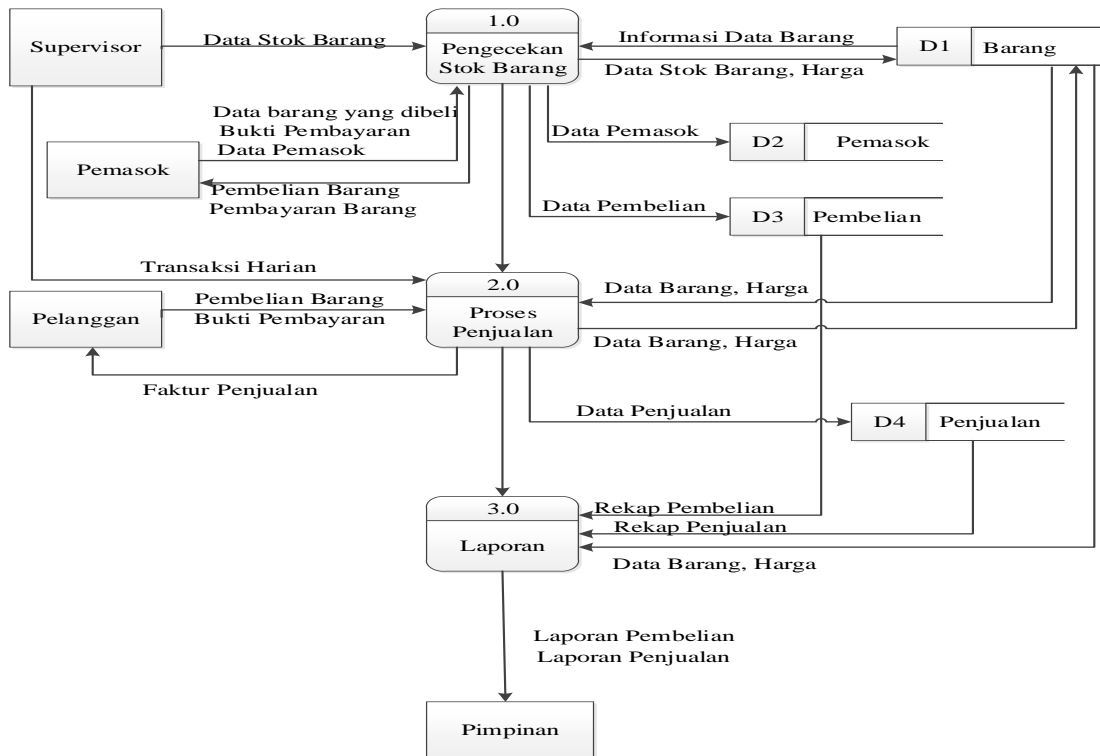 1.0
Supervisor
Data Stok Barang
Pengecekan
Stok Barang
Informasi Data Barang
Data Stok Barang, Harga
D1
Barang
Data barang yang dibeli
Bukti Pembayaran
Data Pemasok
Pemasok
Pembelian Barang
Pembayaran Barang
Data Pemasok
D2
Pemasok
Data Pembelian
D3
Pembelian
Transaksi Harian
2.0
Proses
Penjualan
Pelanggan
Pembelian Barang
Bukti Pembayaran
Data Barang, Harga
Data Barang, Harga
Faktur Penjualan
Data Penjualan
D4
Penjualan
3.0
Laporan
Rekap Pembelian
Rekap Penjualan
Data Barang, Harga
Laporan Pembelian
Laporan Penjualan
Pimpinan